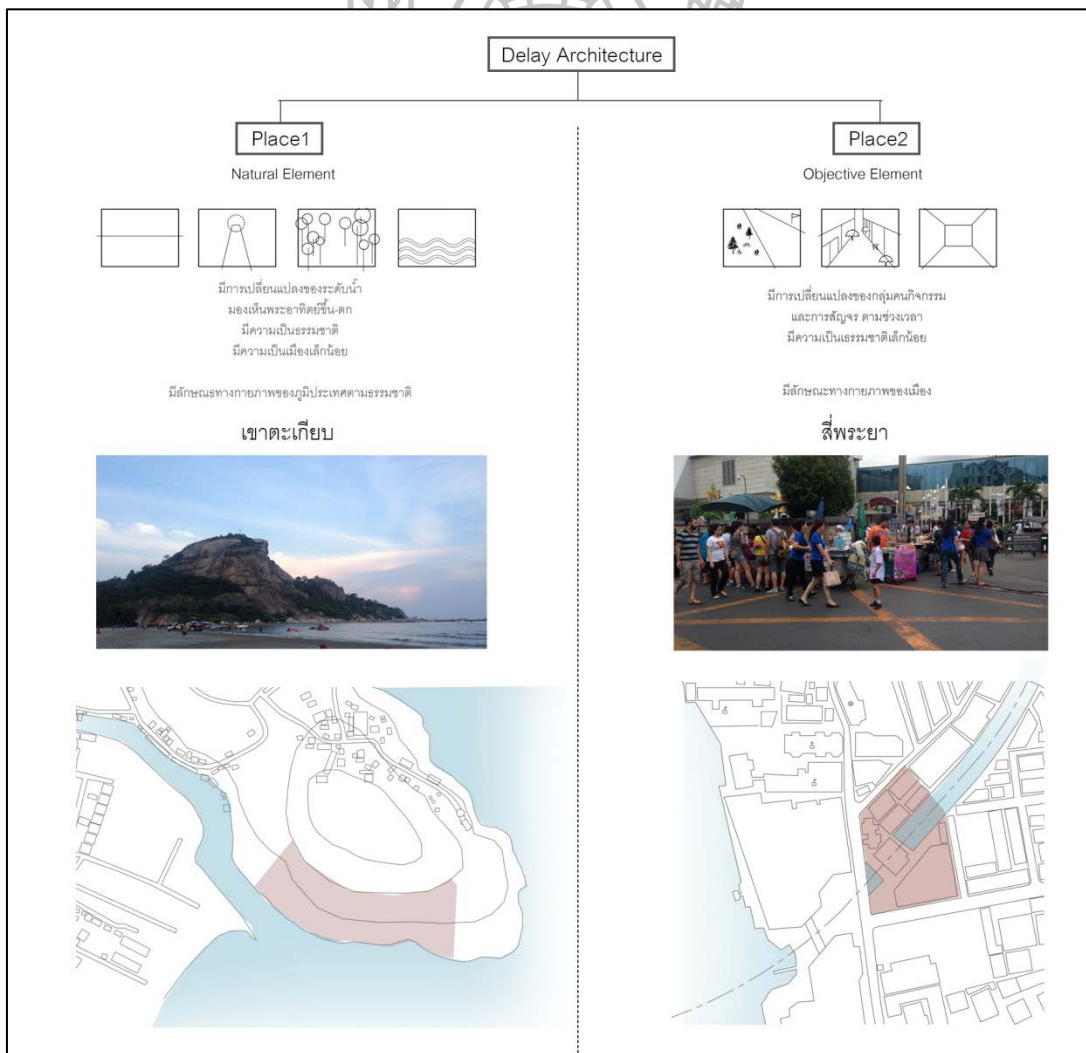 Delay Architecture
Place1
Natural Element
มีการเปลี่ยนแปลงของระดับน้ำ
มองเห็นพระอาทิตย์ขึ้น-ตก
มีความเป็นธรรมชาติ
มีความเป็นเมืองเล็กน้อย
มีลักษณธทางกายภาพของภูมิประเทศตามธรรมชาติ
เขาตะเกียบ
Place2
Objective Element
มีการเปลี่ยนแปลงของกลุ่มคนกิจกรรม
และการสัญจร ตามช่วงเวลา
มีความเป็นเธรรมชาติเล็กน้อย
มีลักษณะทางกายภาพของเมือง
สี่พระยา